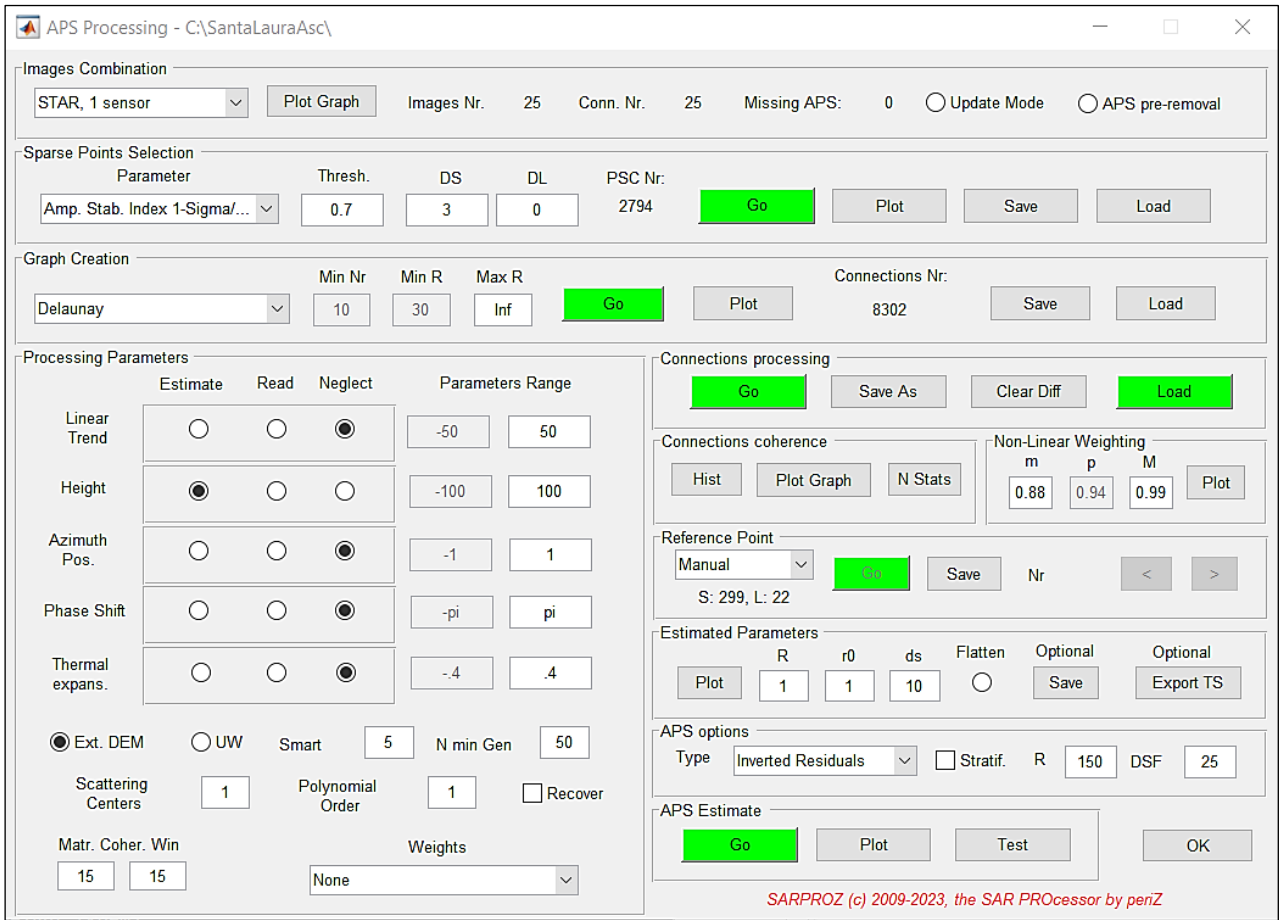 APS Processing - C:\SantaLauraAsc\
Images Combination
STAR, 1 sensor Plot Graph Images Nr. 25 Conn. Nr. 25 Missing APS: 0 Update Mode APS pre-removal
Sparse Points Selection
Parameter Thresh. DS DL PSC Nr:
Amp. Stab. Index 1-Sigma/... 0.7 3 0 2794 Go Plot Save Load
Graph Creation
Min Nr Min R Max R Connections Nr:
Delaunay 10 30 Inf Go Plot 8302 Save Load
Processing Parameters
Estimate Read Neglect Parameters Range
Linear
Trend -50 50
Height -100 100
Azimuth
Pos. -1 1
Phase Shift -pi pi
Thermal
expans. -.4 .4
Ext. DEM UW Smart 5 N min Gen 50
Scattering
Centers 1 Polynomial
Order 1 Recover
Matr. Coher. Win Weights
15 15 None
Connections processing
Go Save As Clear Diff Load
Connections coherence
Hist Plot Graph N Stats
Non-Linear Weighting
m p M
0.88 0.94 0.99 Plot
Reference Point
Manual Go Save Nr < >
S: 299, L: 22
Estimated Parameters
R r0 ds Flatten Optional Optional
Plot 1 1 10 Save Export TS
APS options
Type Inverted Residuals Stratif. R 150 DSF 25
APS Estimate
Go Plot Test OK
SARPROZ (c) 2009-2023, the SAR PROcessor by periZ